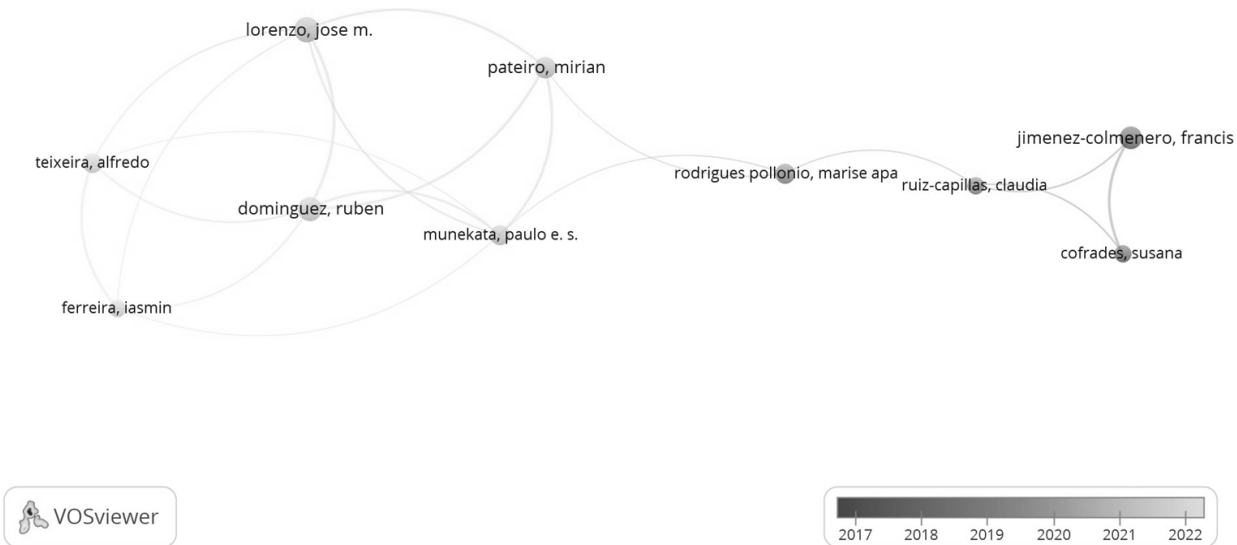 lorenzo, jose m.
pateiro, mirian
jimenez-colmenero, francis
teixeira, alfredo
rodrigues pollonio, marise apa
ruiz-capillas, claudia
dominguez, ruben
munekata, paulo e. s.
cofrades, susana
ferreira, iasmin
VOSviewer
2017 2018 2019 2020 2021 2022